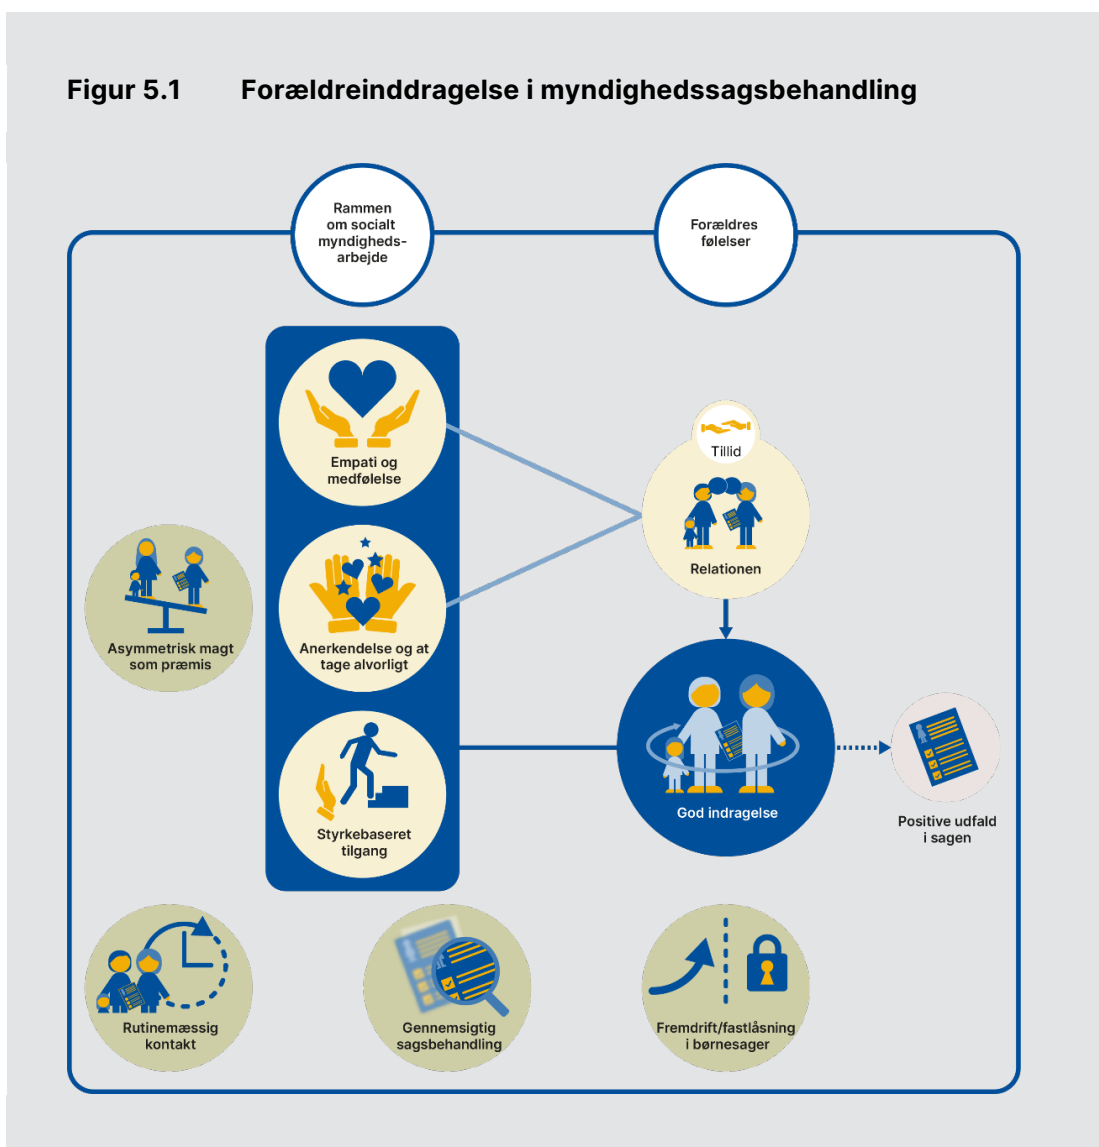 Figur 5.1 Forældreinddragelse i myndighedssagsbehandling
Rammen
om socialt
myndigheds-
arbejde
Forældres
følelser
Empati og
medfølelse
Tillid
Relationen
Asymmetrisk magt
som præmis
Anerkendelse og at
tage alvorligt
Styrkebaseret
tilgang
God indragelse
Positive udfald
i sagen
Rutinemæssig
kontakt
Gennemsigtig
sagsbehandling
Fremdrift/fastlåsning
i børnesager